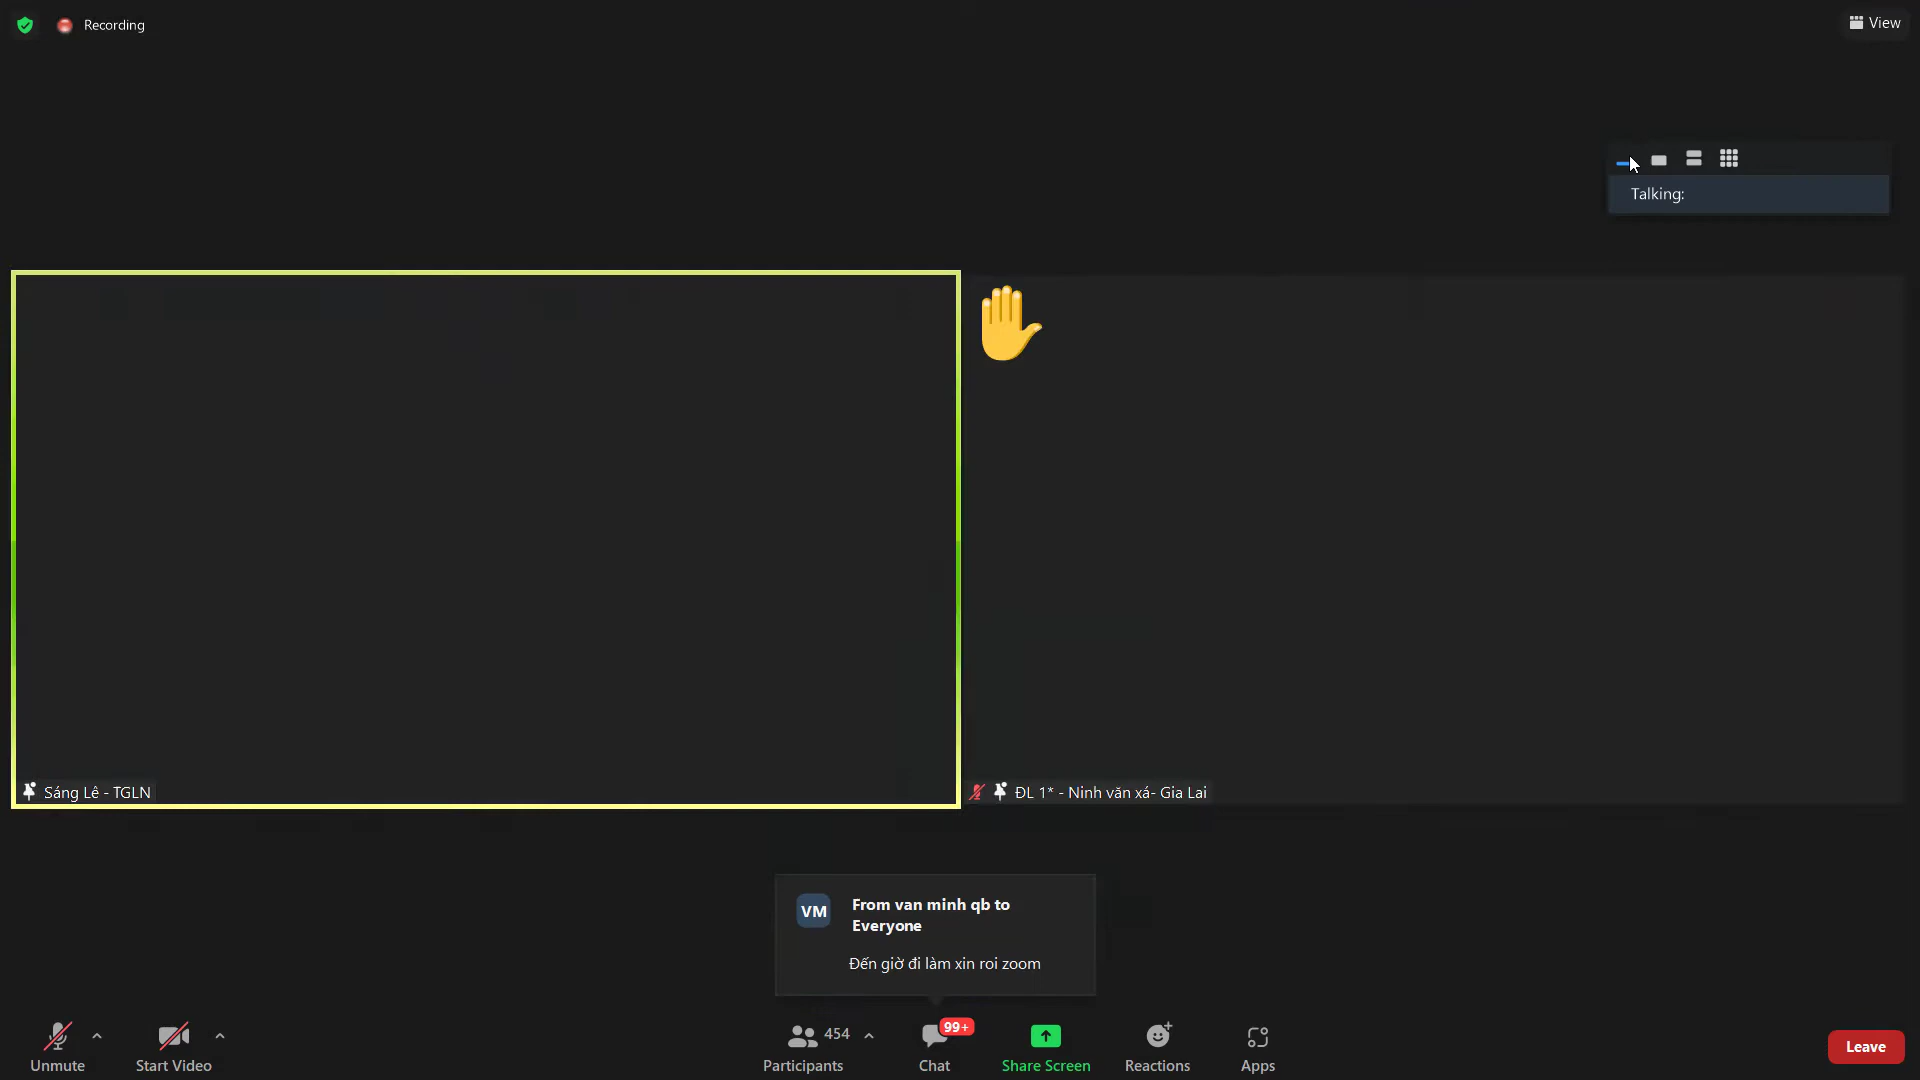 Recording
View
Talking:
Sáng Lê - TGLN
ĐL 1* - Ninh văn xá- Gia Lai
VM
From van minh qb to
Everyone
Đến giờ đi làm xin roi zoom
Unmute
Start Video
454
Participants
99+
Chat
Share Screen
Reactions
Apps
Leave